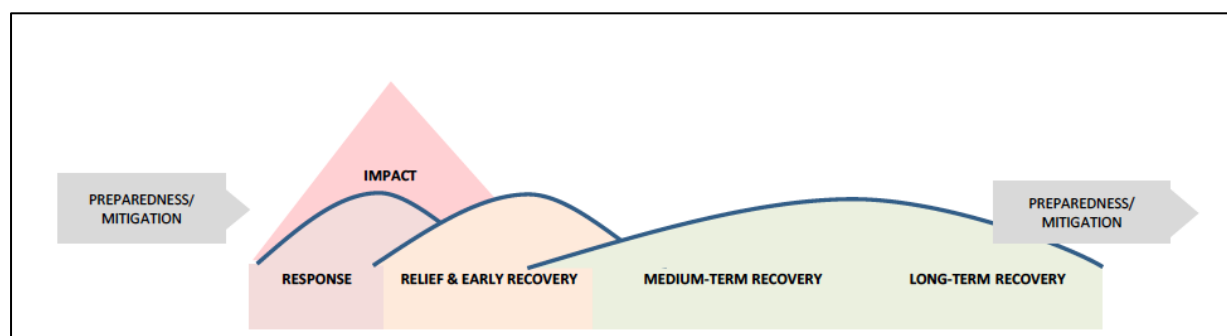 IMPACT
PREPAREDNESS/
MITIGATION
PREPAREDNESS/
MITIGATION
RESPONSE
RELIEF & EARLY RECOVERY
MEDIUM-TERM RECOVERY
LONG-TERM RECOVERY